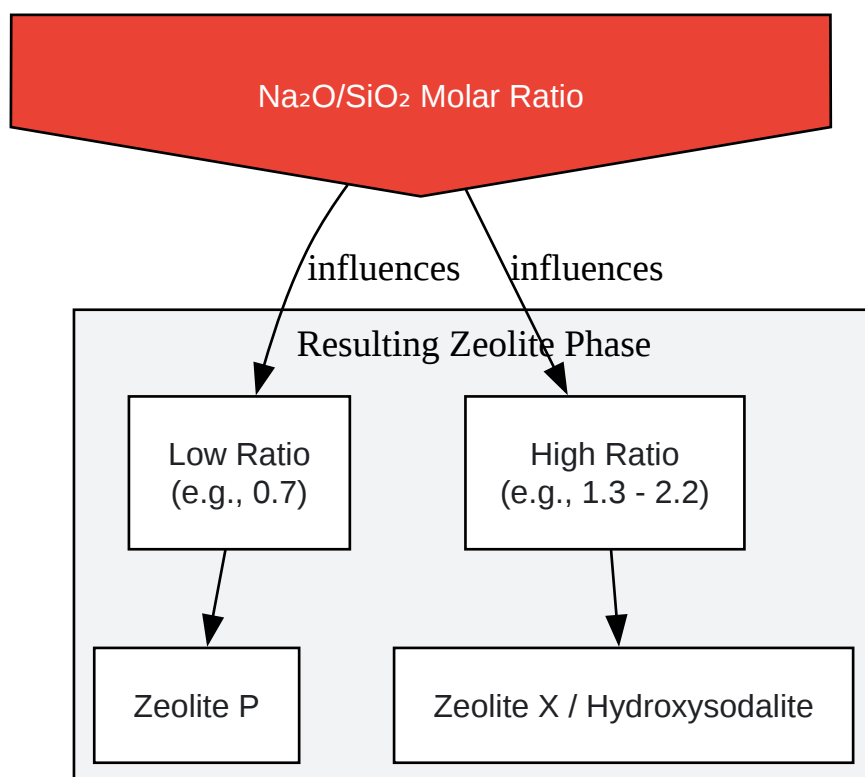 Na₂O/SiO₂ Molar Ratio
influences
influences
Resulting Zeolite Phase
Low Ratio
(e.g., 0.7)
High Ratio
(e.g., 1.3 - 2.2)
Zeolite P
Zeolite X / Hydroxysodalite